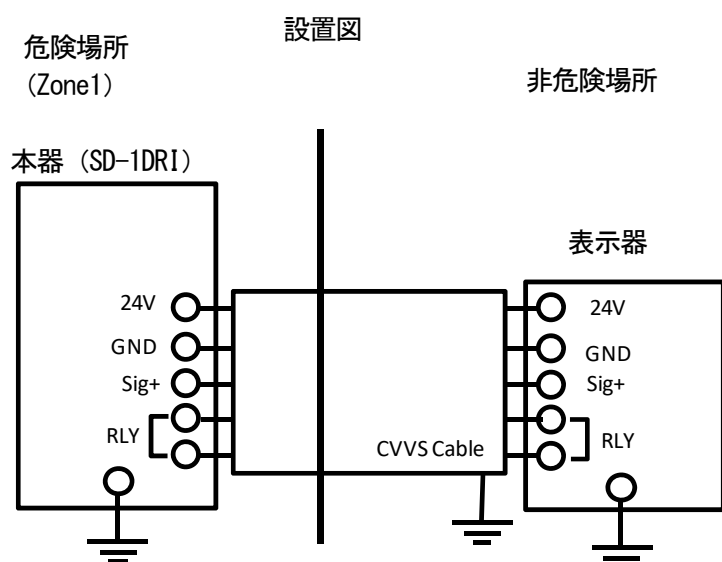 設置図
危険場所
(Zone1)
非危険場所
本器 (SD-1DRI)
表示器
24V
GND
Sig+
RLY
CVVS Cable
24V
GND
Sig+
RLY